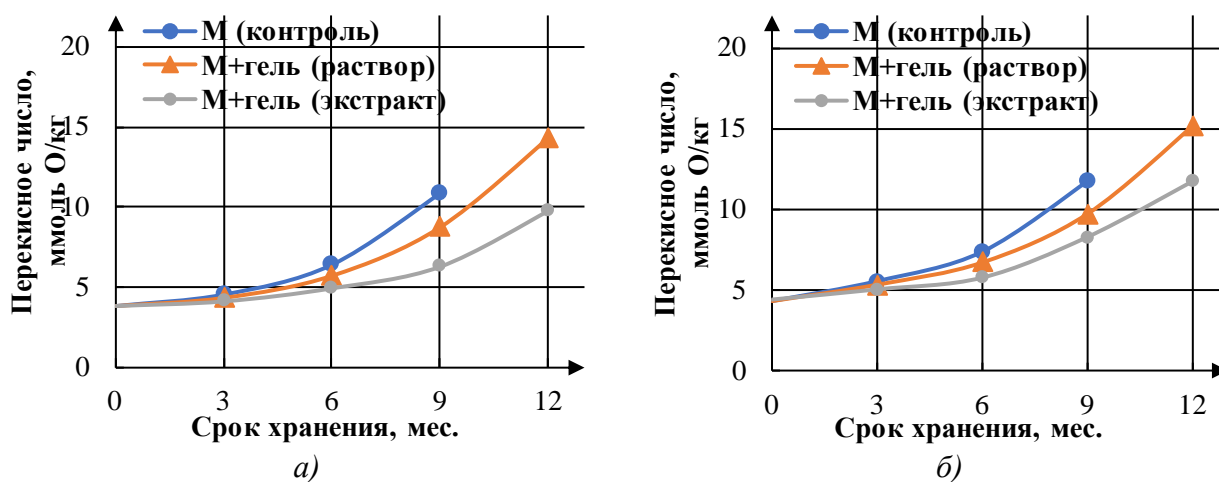 Перекисное число,
ммоль О/кг
20
15
10
5
0
М (контроль)
М+гель (раствор)
М+гель (экстракт)
0 3 6 9 12
Срок хранения, мес.
а)
Перекисное число,
ммоль О/кг
20
15
10
5
0
М (контроль)
М+гель (раствор)
М+гель (экстракт)
0 3 6 9 12
Срок хранения, мес.
б)